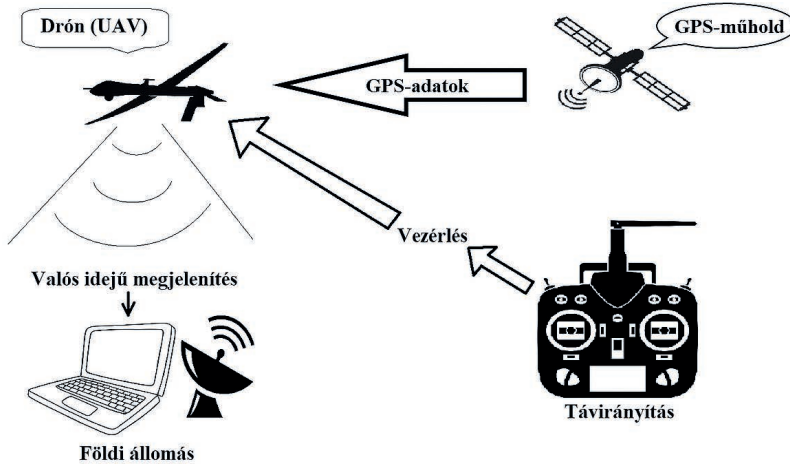 Drón (UAV)
GPS-műhold
GPS-adatok
Vezérlés
Valós idejű megjelenítés
Távirányítás
Földi állomás